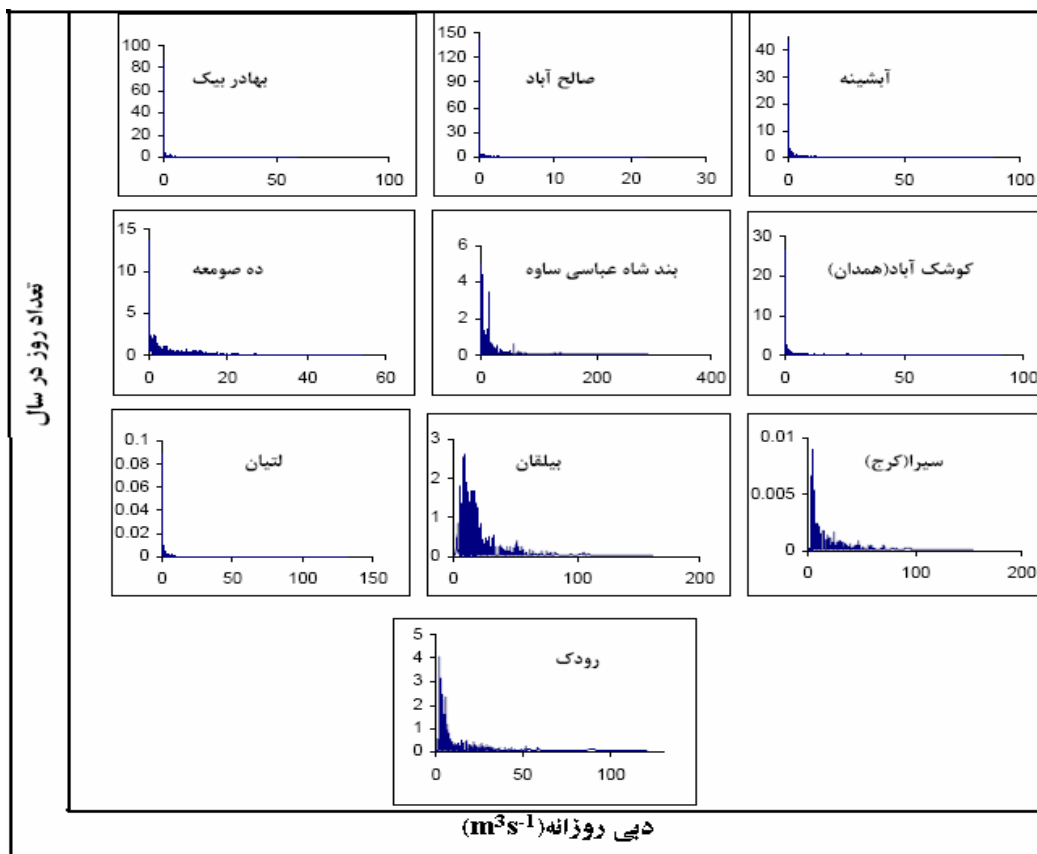 تعداد روز در سال
آبشینه
40
30
20
10
0
0 50 100
صالح آباد
150
120
90
60
30
0
0 10 20 30
بهادر بیک
100
80
60
40
20
0
0 50 100
کوشک آباد(همدان)
30
20
10
0
0 50 100
بند شاه عباسی ساوه
6
4
2
0
0 200 400
ده صومعه
15
10
5
0
0 20 40 60
سیرا(کرج)
0.01
0.005
0
0 100 200
بیلقان
3
2
1
0
0 100 200
لتیان
0.1
0.08
0.06
0.04
0.02
0
0 50 100 150
رودک
5
4
3
2
1
0
0 50 100
دبی روزانه(m³s⁻¹)